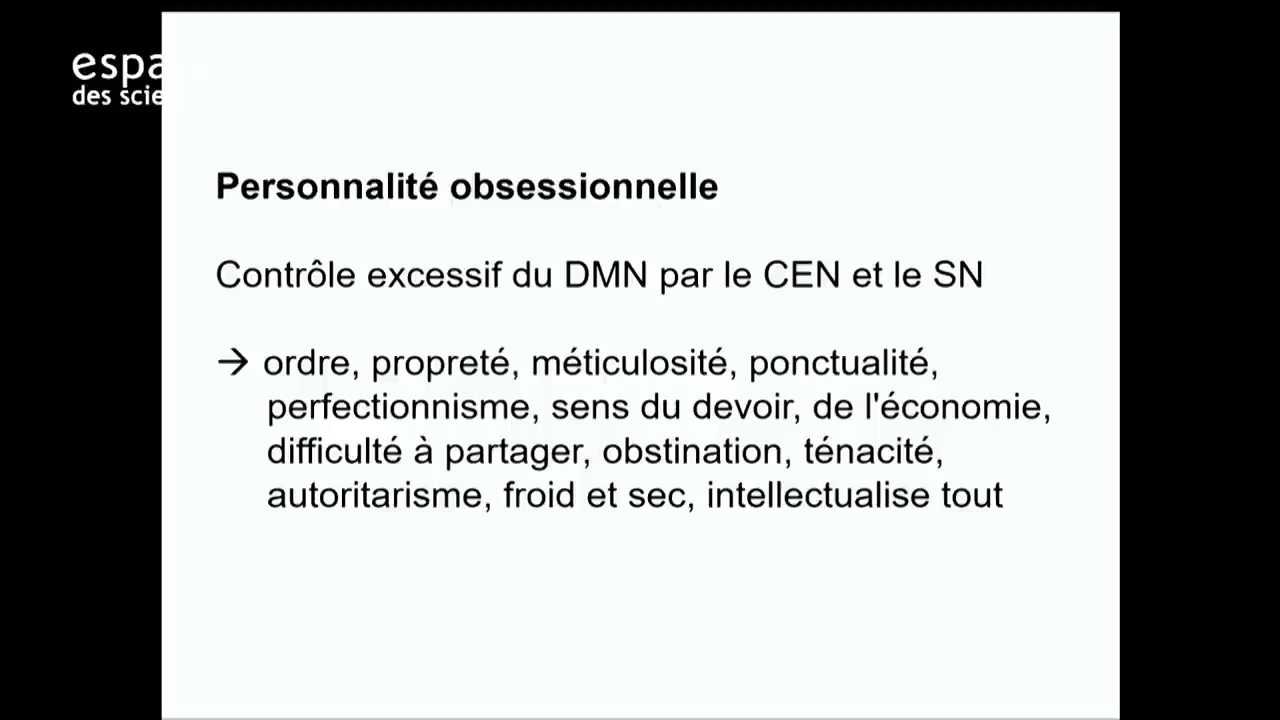 espa
des scie
Personnalité obsessionnelle
Contrôle excessif du DMN par le CEN et le SN
→ ordre, propreté, méticulosité, ponctualité,
perfectionnisme, sens du devoir, de l'économie,
difficulté à partager, obstination, ténacité,
autoritarisme, froid et sec, intellectualise tout